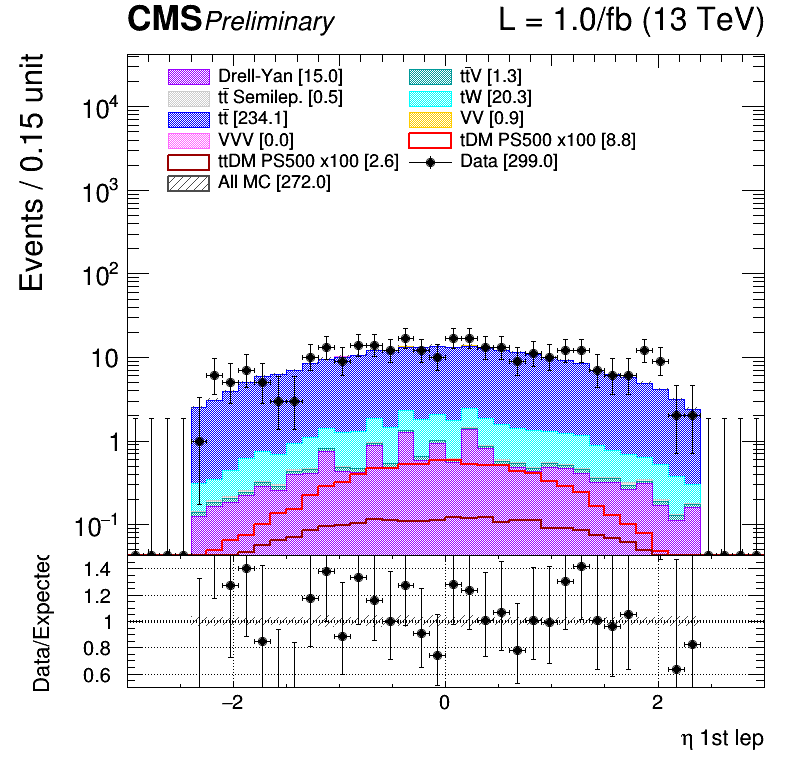 CMS Preliminary L = 1.0/fb (13 TeV)
Events / 0.15 unit
Drell-Yan [15.0] tt̄V [1.3]
tt̄ Semilep. [0.5] tW [20.3]
tt̄ [234.1] VV [0.9]
VVV [0.0] tDM PS500 x100 [8.8]
ttDM PS500 x100 [2.6] Data [299.0]
All MC [272.0]
10⁴
10³
10²
10
1
10⁻¹
Data/Expected
1.4
1.2
1
0.8
0.6
−2 0 2
η 1st lep